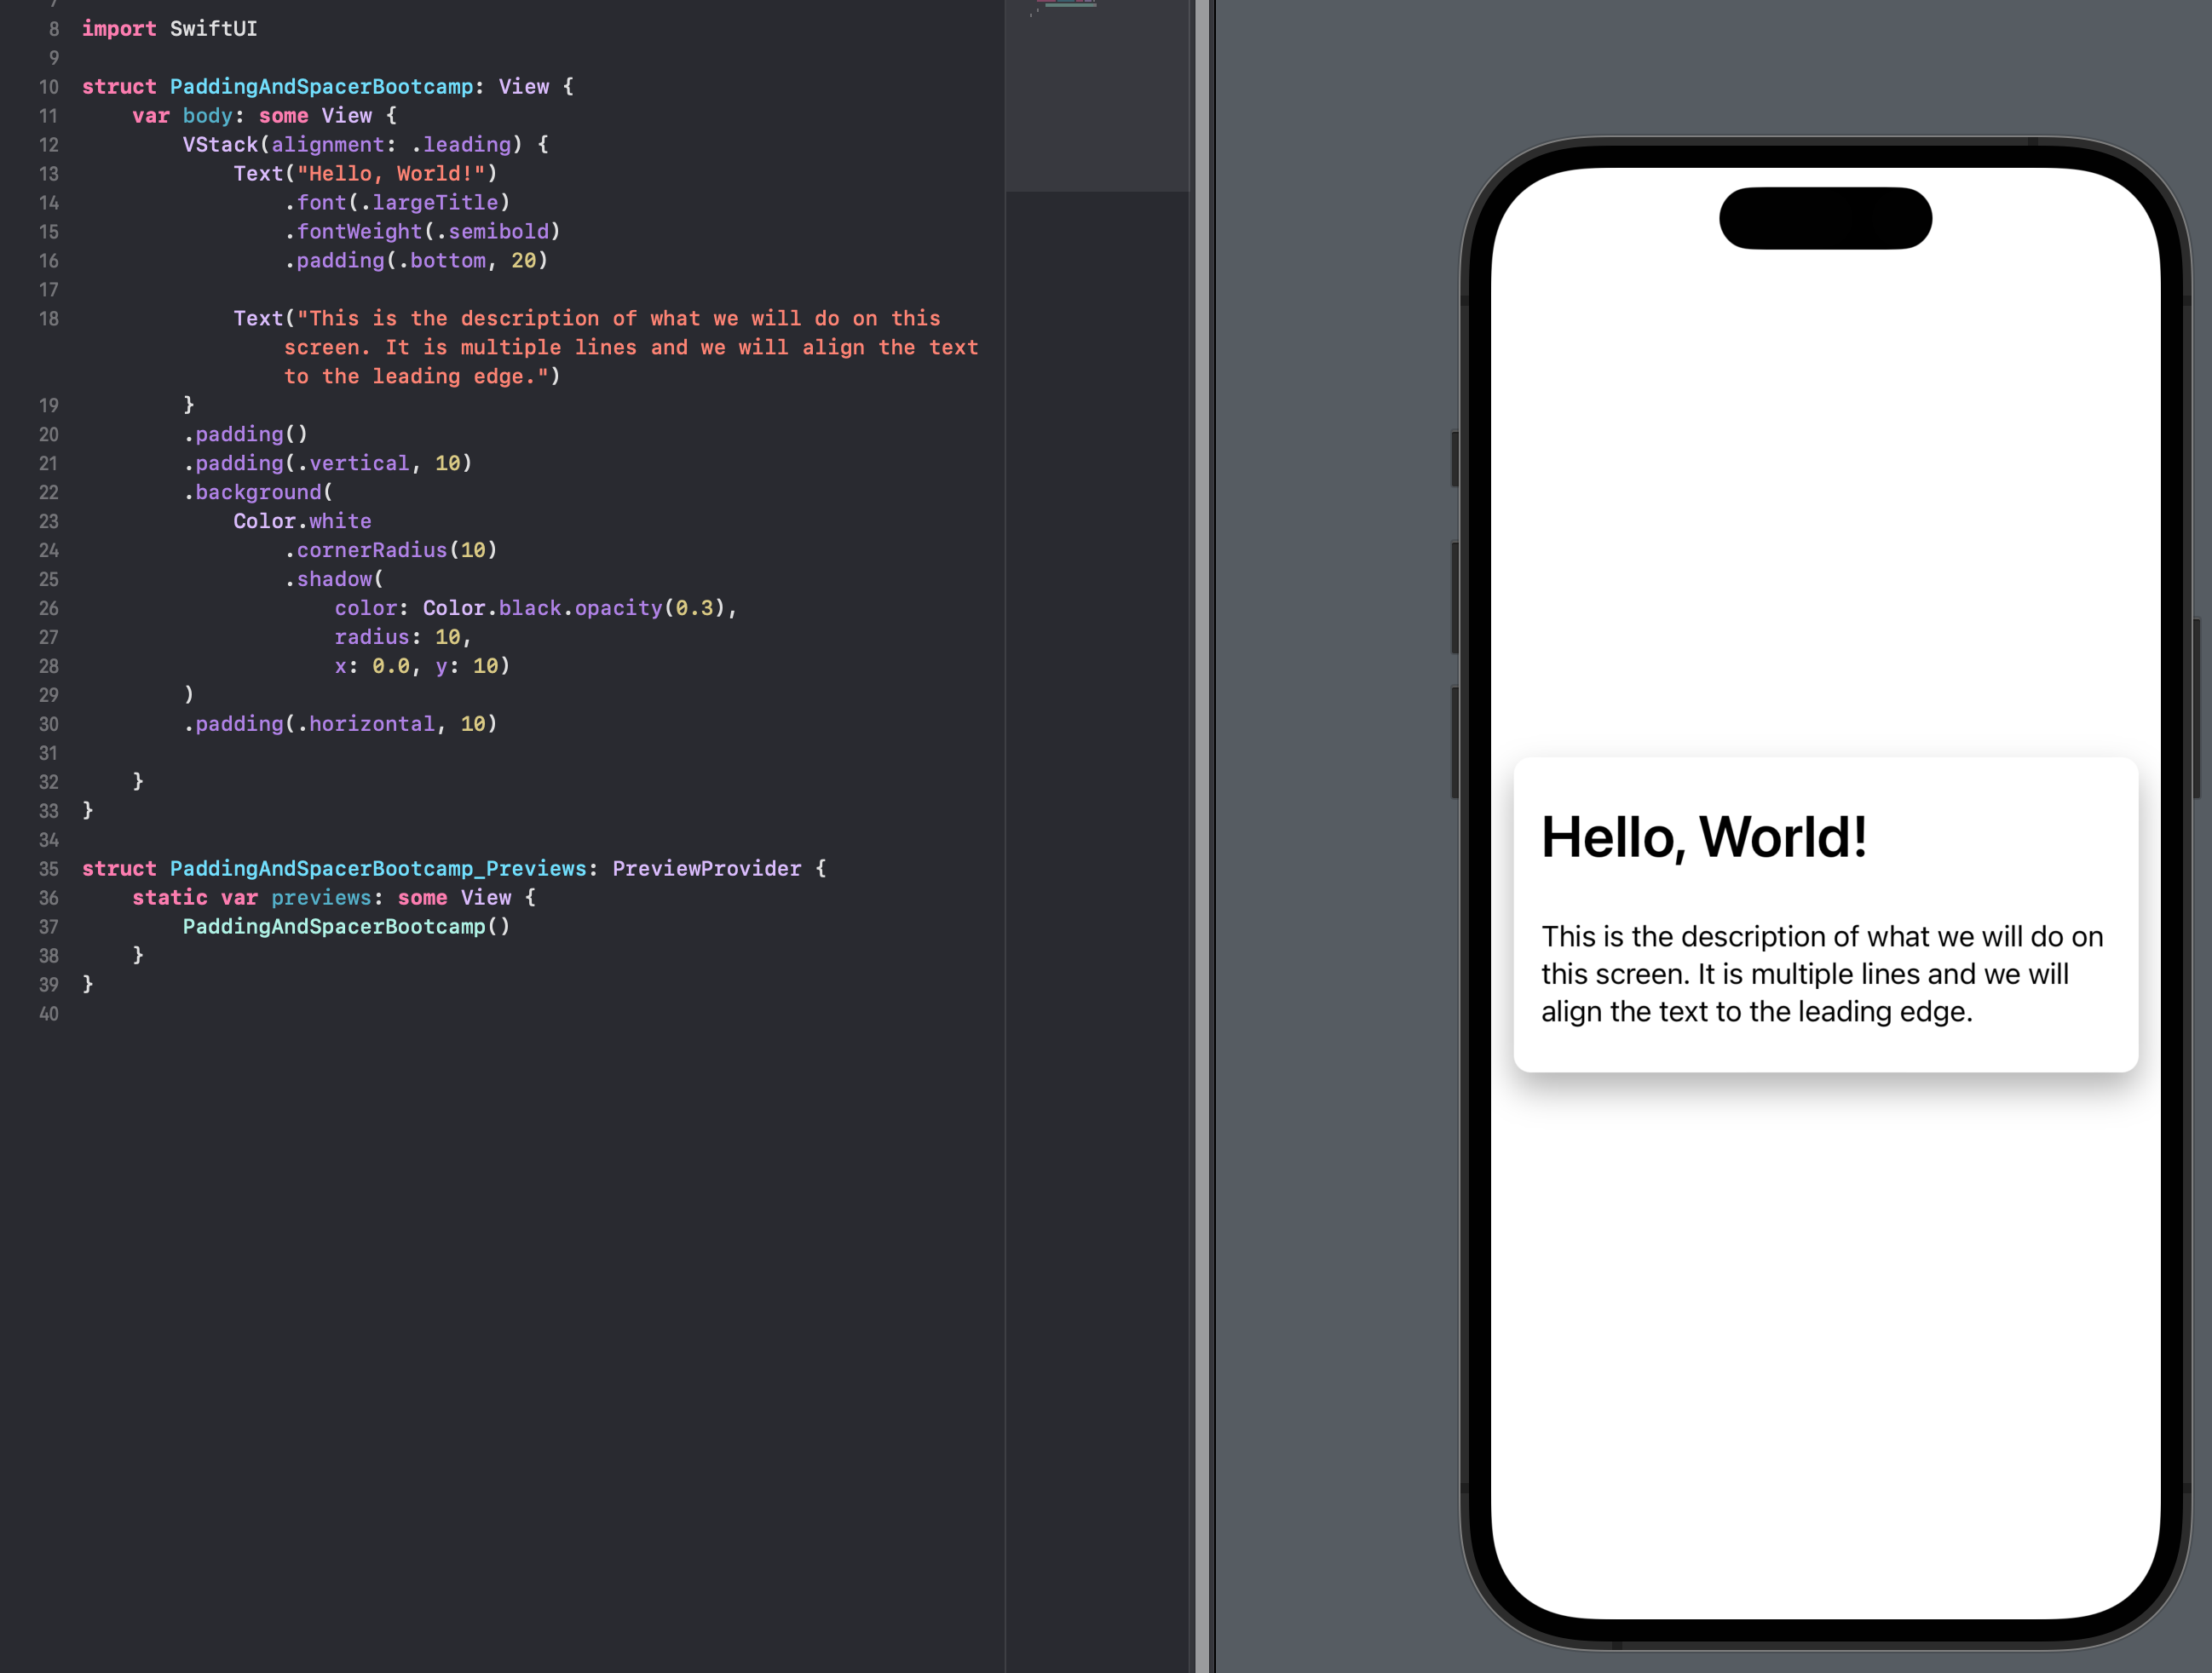 8 import SwiftUI
9
10 struct PaddingAndSpacerBootcamp: View {
11     var body: some View {
12         VStack(alignment: .leading) {
13             Text("Hello, World!")
14                 .font(.largeTitle)
15                 .fontWeight(.semibold)
16                 .padding(.bottom, 20)
17
18             Text("This is the description of what we will do on this
                screen. It is multiple lines and we will align the text
                to the leading edge.")
19         }
20         .padding()
21         .padding(.vertical, 10)
22         .background(
23             Color.white
24                 .cornerRadius(10)
25                 .shadow(
26                     color: Color.black.opacity(0.3),
27                     radius: 10,
28                     x: 0.0, y: 10)
29         )
30         .padding(.horizontal, 10)
31
32     }
33 }
34
35 struct PaddingAndSpacerBootcamp_Previews: PreviewProvider {
36     static var previews: some View {
37         PaddingAndSpacerBootcamp()
38     }
39 }
40
Hello, World!
This is the description of what we will do on
this screen. It is multiple lines and we will
align the text to the leading edge.